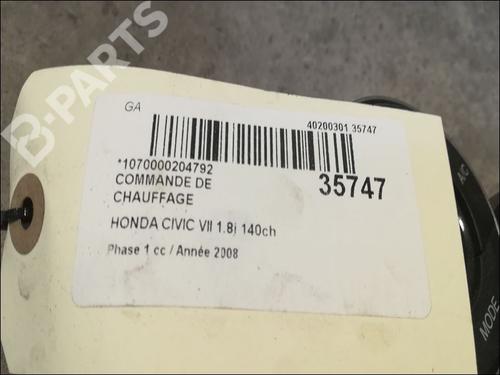 B-PARTS
GA
40200301 35747
*1070000204792
35747
COMMANDE DE
CHAUFFAGE
HONDA CIVIC VII 1.8i 140ch
Phase 1 cc / Année 2008
A/C
MODE